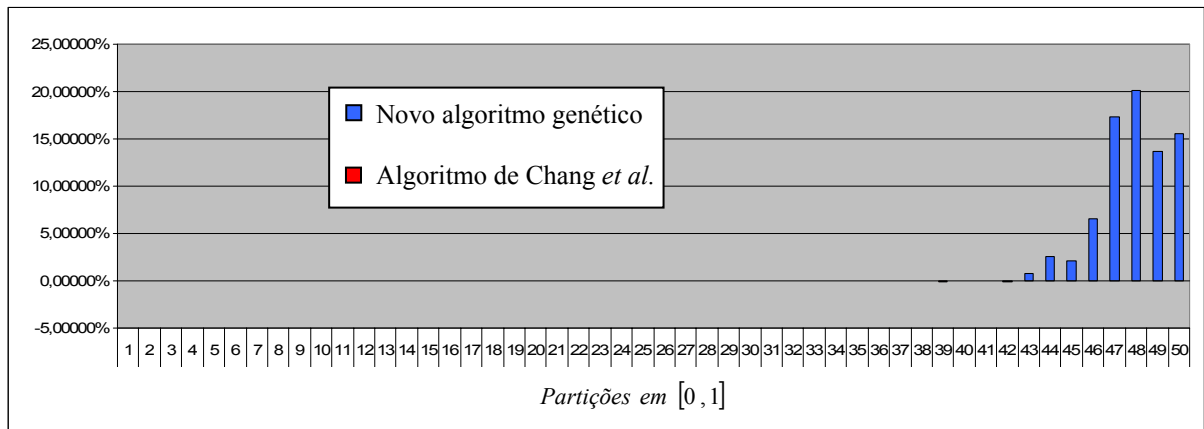 25,00000%
20,00000%
15,00000%
10,00000%
5,00000%
0,00000%
-5,00000%
Novo algoritmo genético
Algoritmo de Chang et al.
1 2 3 4 5 6 7 8 9 10 11 12 13 14 15 16 17 18 19 20 21 22 23 24 25 26 27 28 29 30 31 32 33 34 35 36 37 38 39 40 41 42 43 44 45 46 47 48 49 50
Partições em [0 ,1]